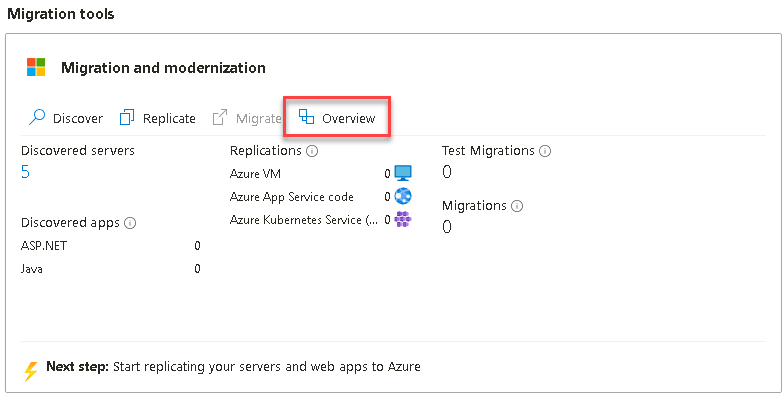 Migration tools
Migration and modernization
Discover Replicate Migrate Overview
Discovered servers
5
Discovered apps
ASP.NET 0
Java 0
Replications
Azure VM 0
Azure App Service code 0
Azure Kubernetes Service (... 0
Test Migrations
0
Migrations
0
Next step: Start replicating your servers and web apps to Azure